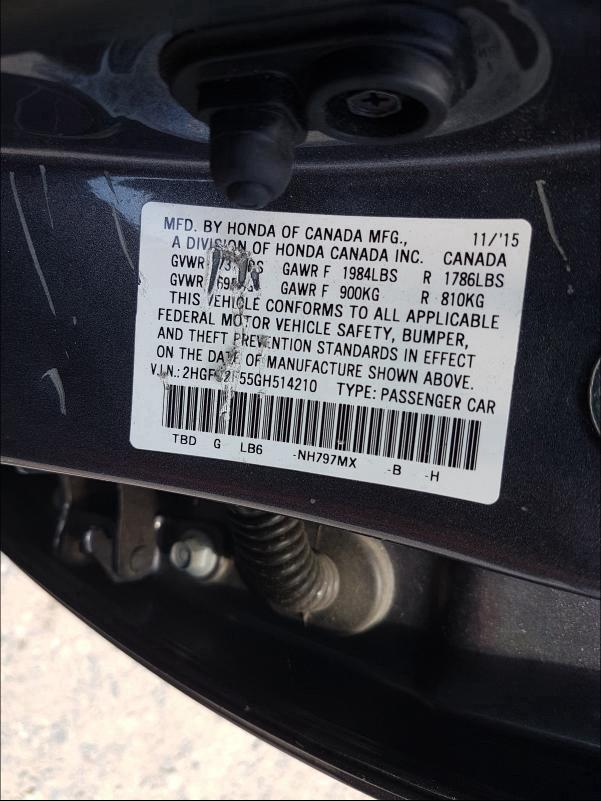 MFD. BY HONDA OF CANADA MFG., 11/'15
A DIVISION OF HONDA CANADA INC. CANADA
GVWR GAWR F 1984LBS R 1786LBS
GVWR GAWR F 900KG R 810KG
THIS VEHICLE CONFORMS TO ALL APPLICABLE
FEDERAL MOTOR VEHICLE SAFETY, BUMPER,
AND THEFT PREVENTION STANDARDS IN EFFECT
ON THE DATE OF MANUFACTURE SHOWN ABOVE.
V.I.N.: TYPE: PASSENGER CAR
TBD G LB6 -NH797MX -B -H